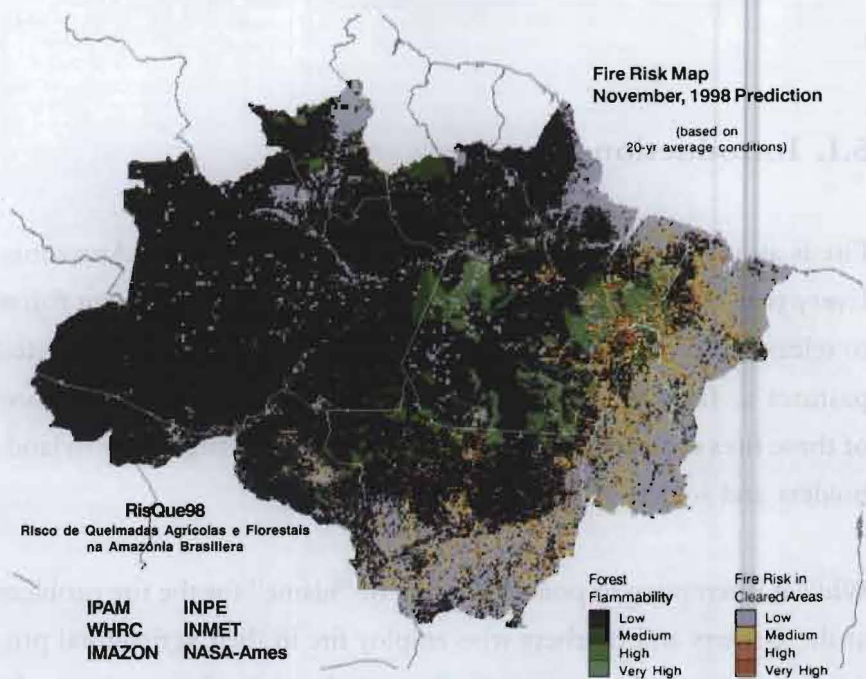 Fire Risk Map
November, 1998 Prediction
(based on
20-yr average conditions)
RisQue98
Risco de Queimadas Agrícolas e Florestais
na Amazônia Brasiliera
IPAM INPE
WHRC INMET
IMAZON NASA-Ames
Forest
Flammability
Low
Medium
High
Very High
Fire Risk in
Cleared Areas
Low
Medium
High
Very High